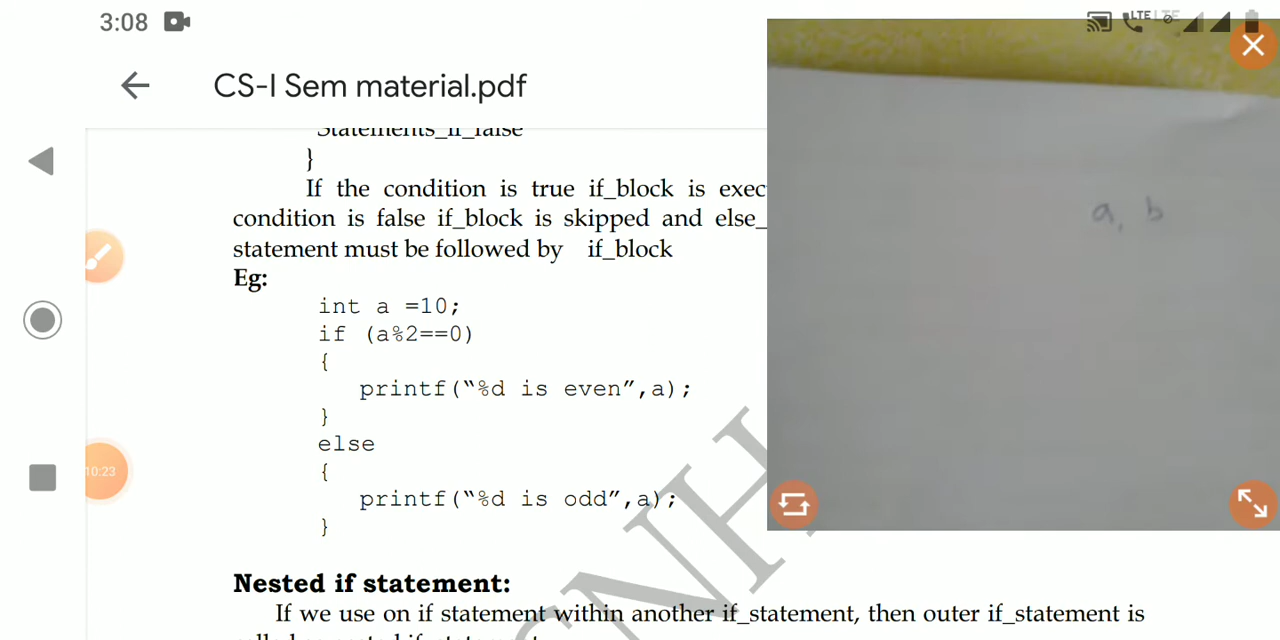 3:08
LTE LTE
CS-I Sem material.pdf
Statements_if_false
}
If the condition is true if_block is exec
condition is false if_block is skipped and else_
statement must be followed by if_block
Eg:
int a =10;
if (a%2==0)
{
printf(“%d is even”,a);
}
else
{
printf(“%d is odd”,a);
}
Nested if statement:
If we use on if statement within another if_statement, then outer if_statement is
10:23
a, b